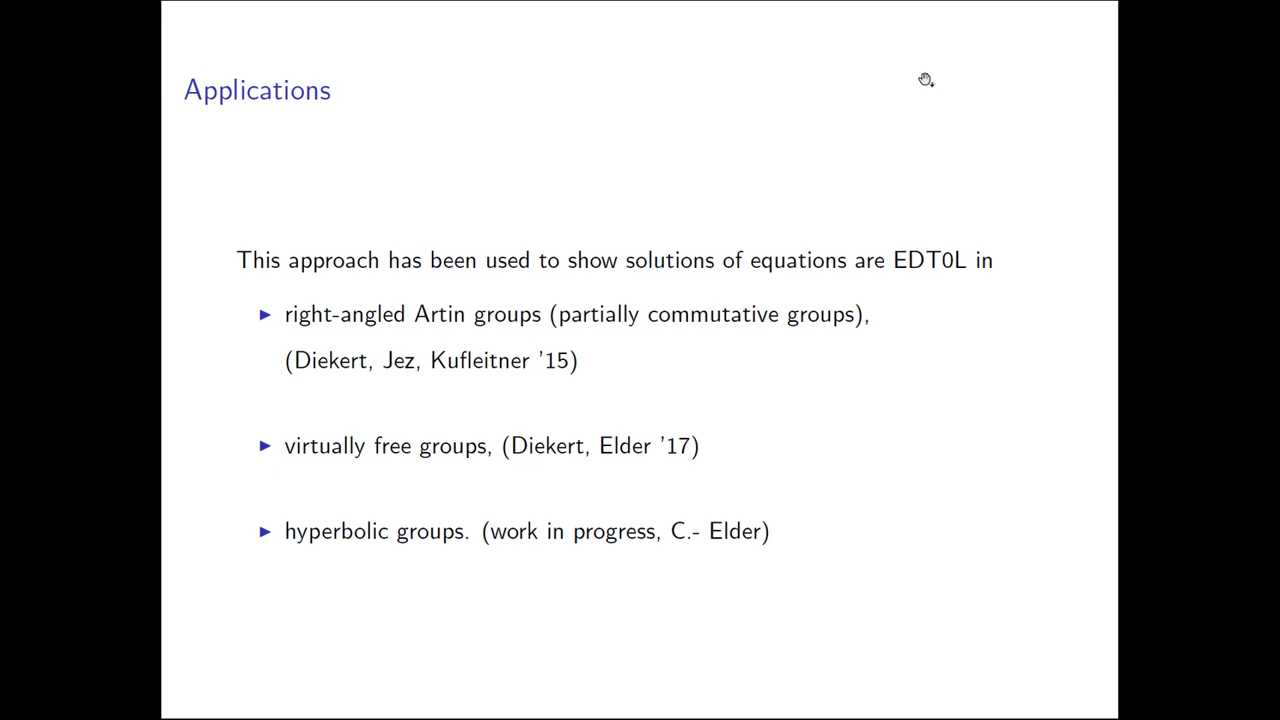 Applications
This approach has been used to show solutions of equations are EDT0L in
▶ right-angled Artin groups (partially commutative groups),
(Diekert, Jez, Kufleitner '15)
▶ virtually free groups, (Diekert, Elder '17)
▶ hyperbolic groups. (work in progress, C.- Elder)